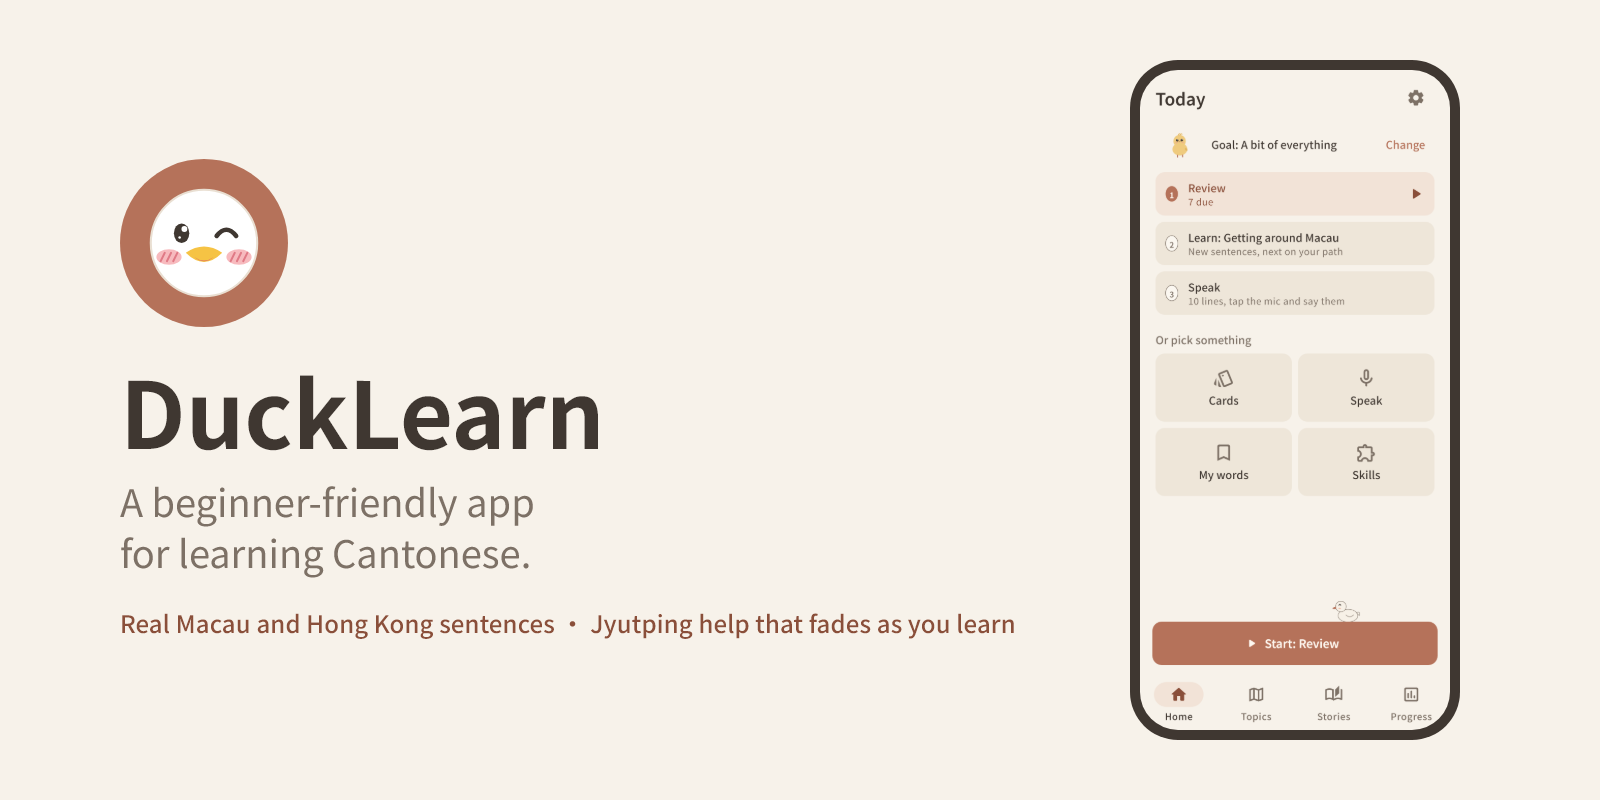 DuckLearn
A beginner-friendly app
for learning Cantonese.
Real Macau and Hong Kong sentences • Jyutping help that fades as you learn
Today
Goal: A bit of everything
Change
1
Review
7 due
2
Learn: Getting around Macau
New sentences, next on your path
3
Speak
10 lines, tap the mic and say them
Or pick something
Cards
Speak
My words
Skills
Start: Review
Home
Topics
Stories
Progress